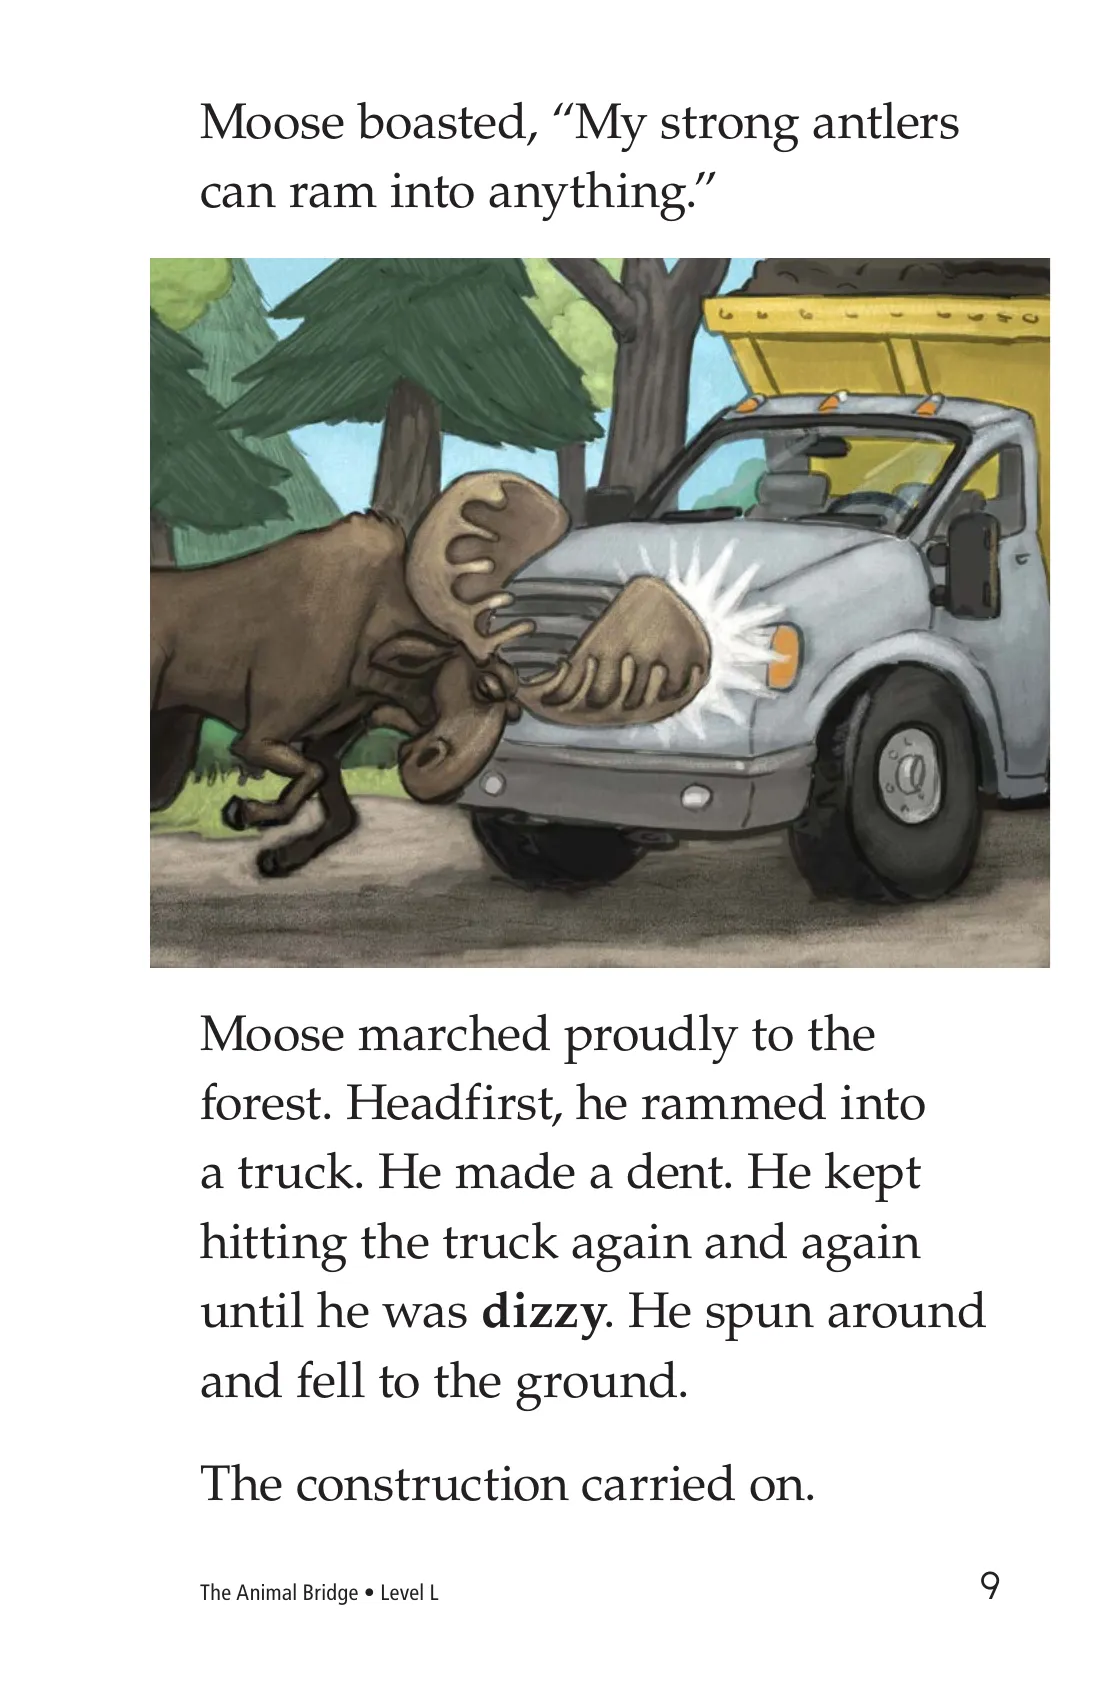 Moose boasted, “My strong antlers
can ram into anything.”
Moose marched proudly to the
forest. Headfirst, he rammed into
a truck. He made a dent. He kept
hitting the truck again and again
until he was dizzy. He spun around
and fell to the ground.
The construction carried on.
The Animal Bridge • Level L
9